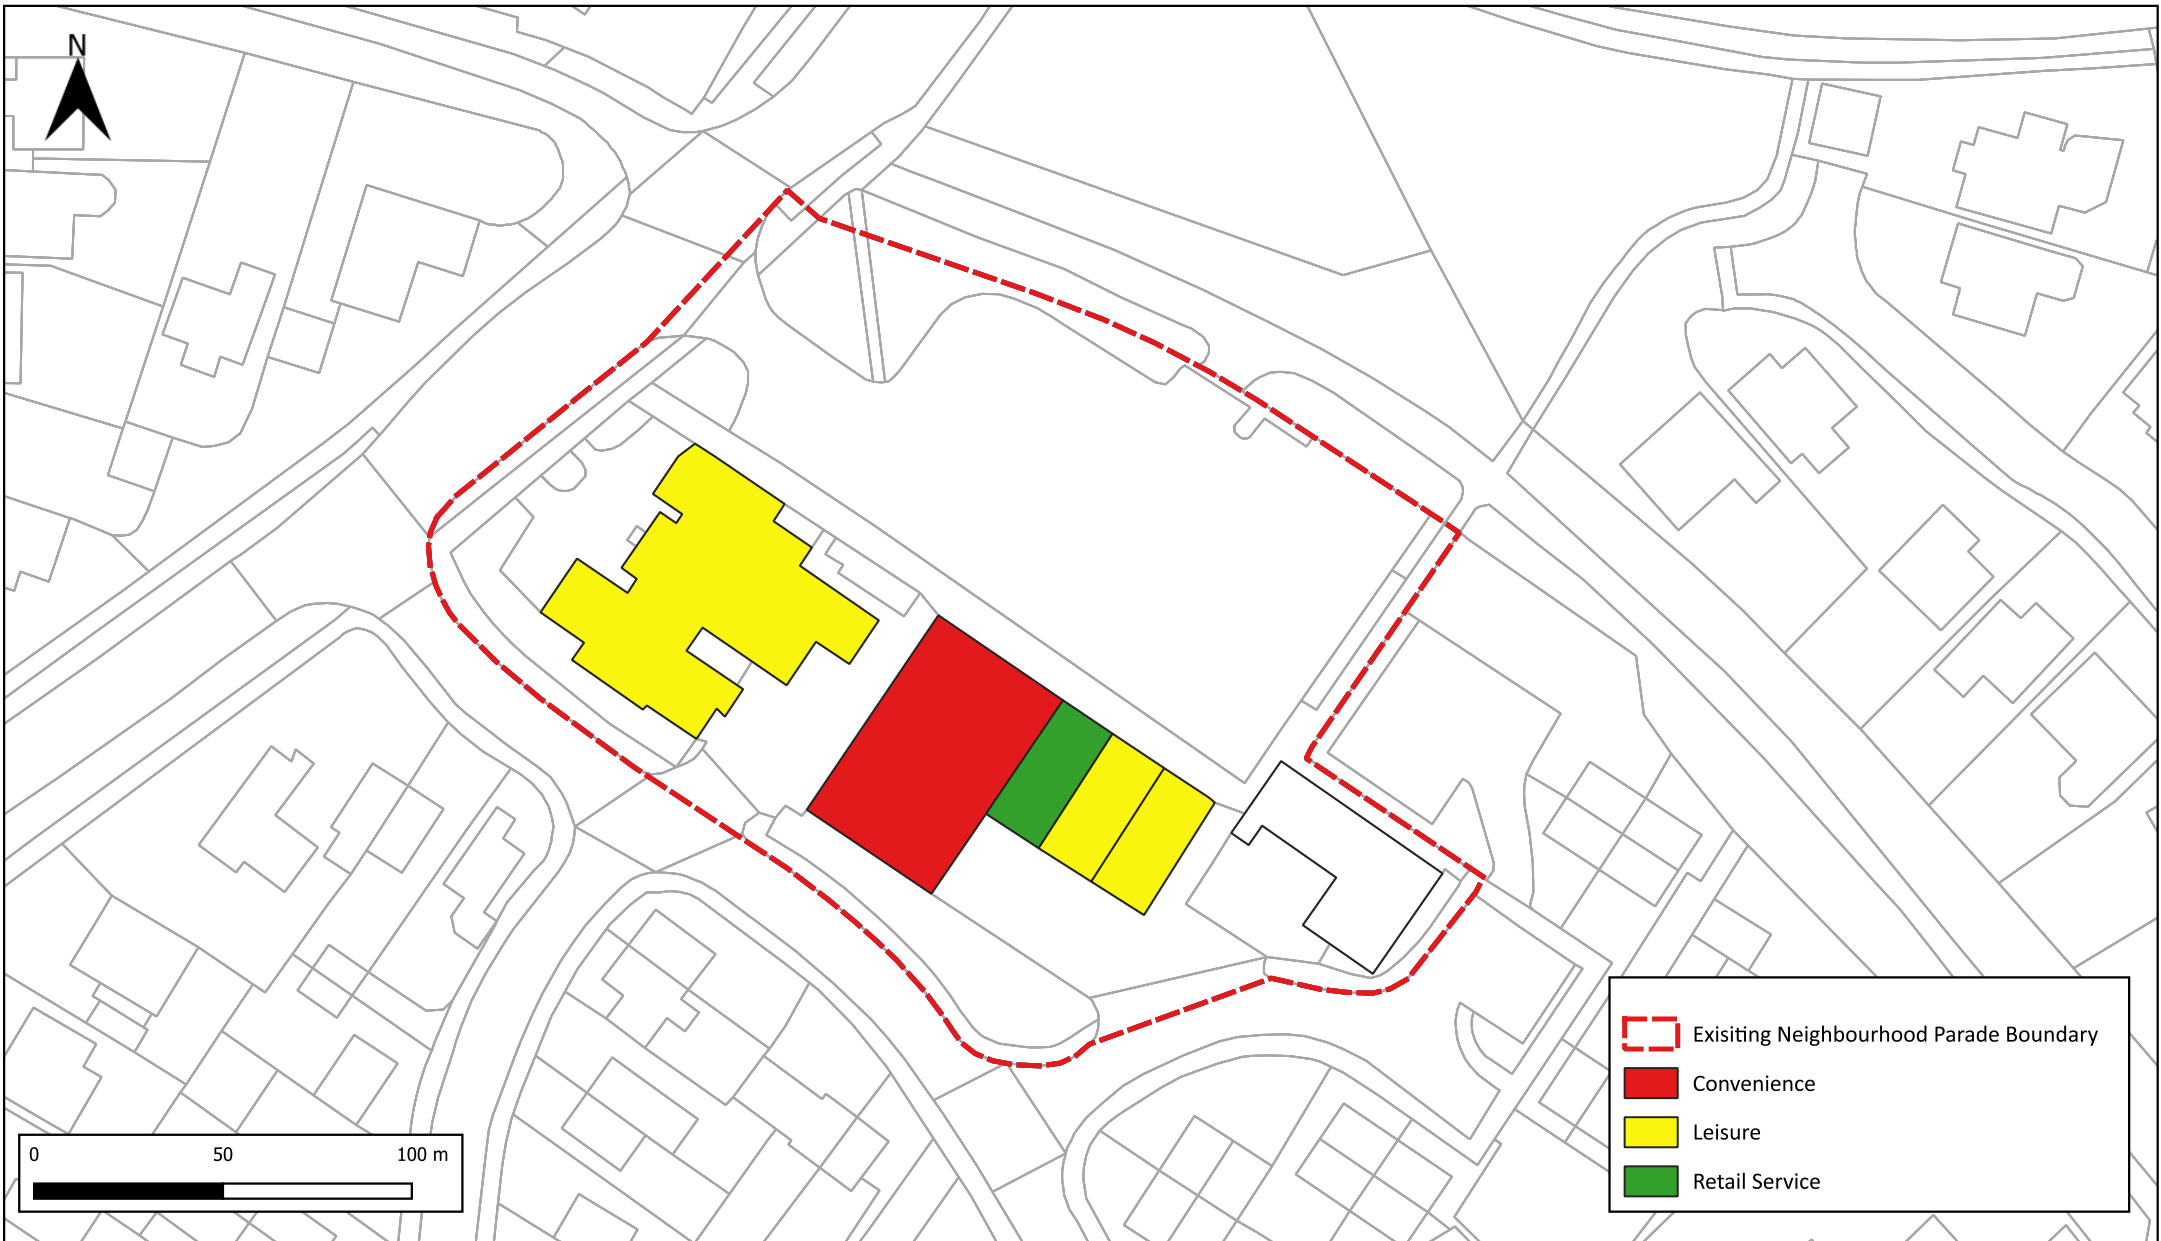 N
Exisiting Neighbourhood Parade Boundary
Convenience
Leisure
Retail Service
0 50 100 m